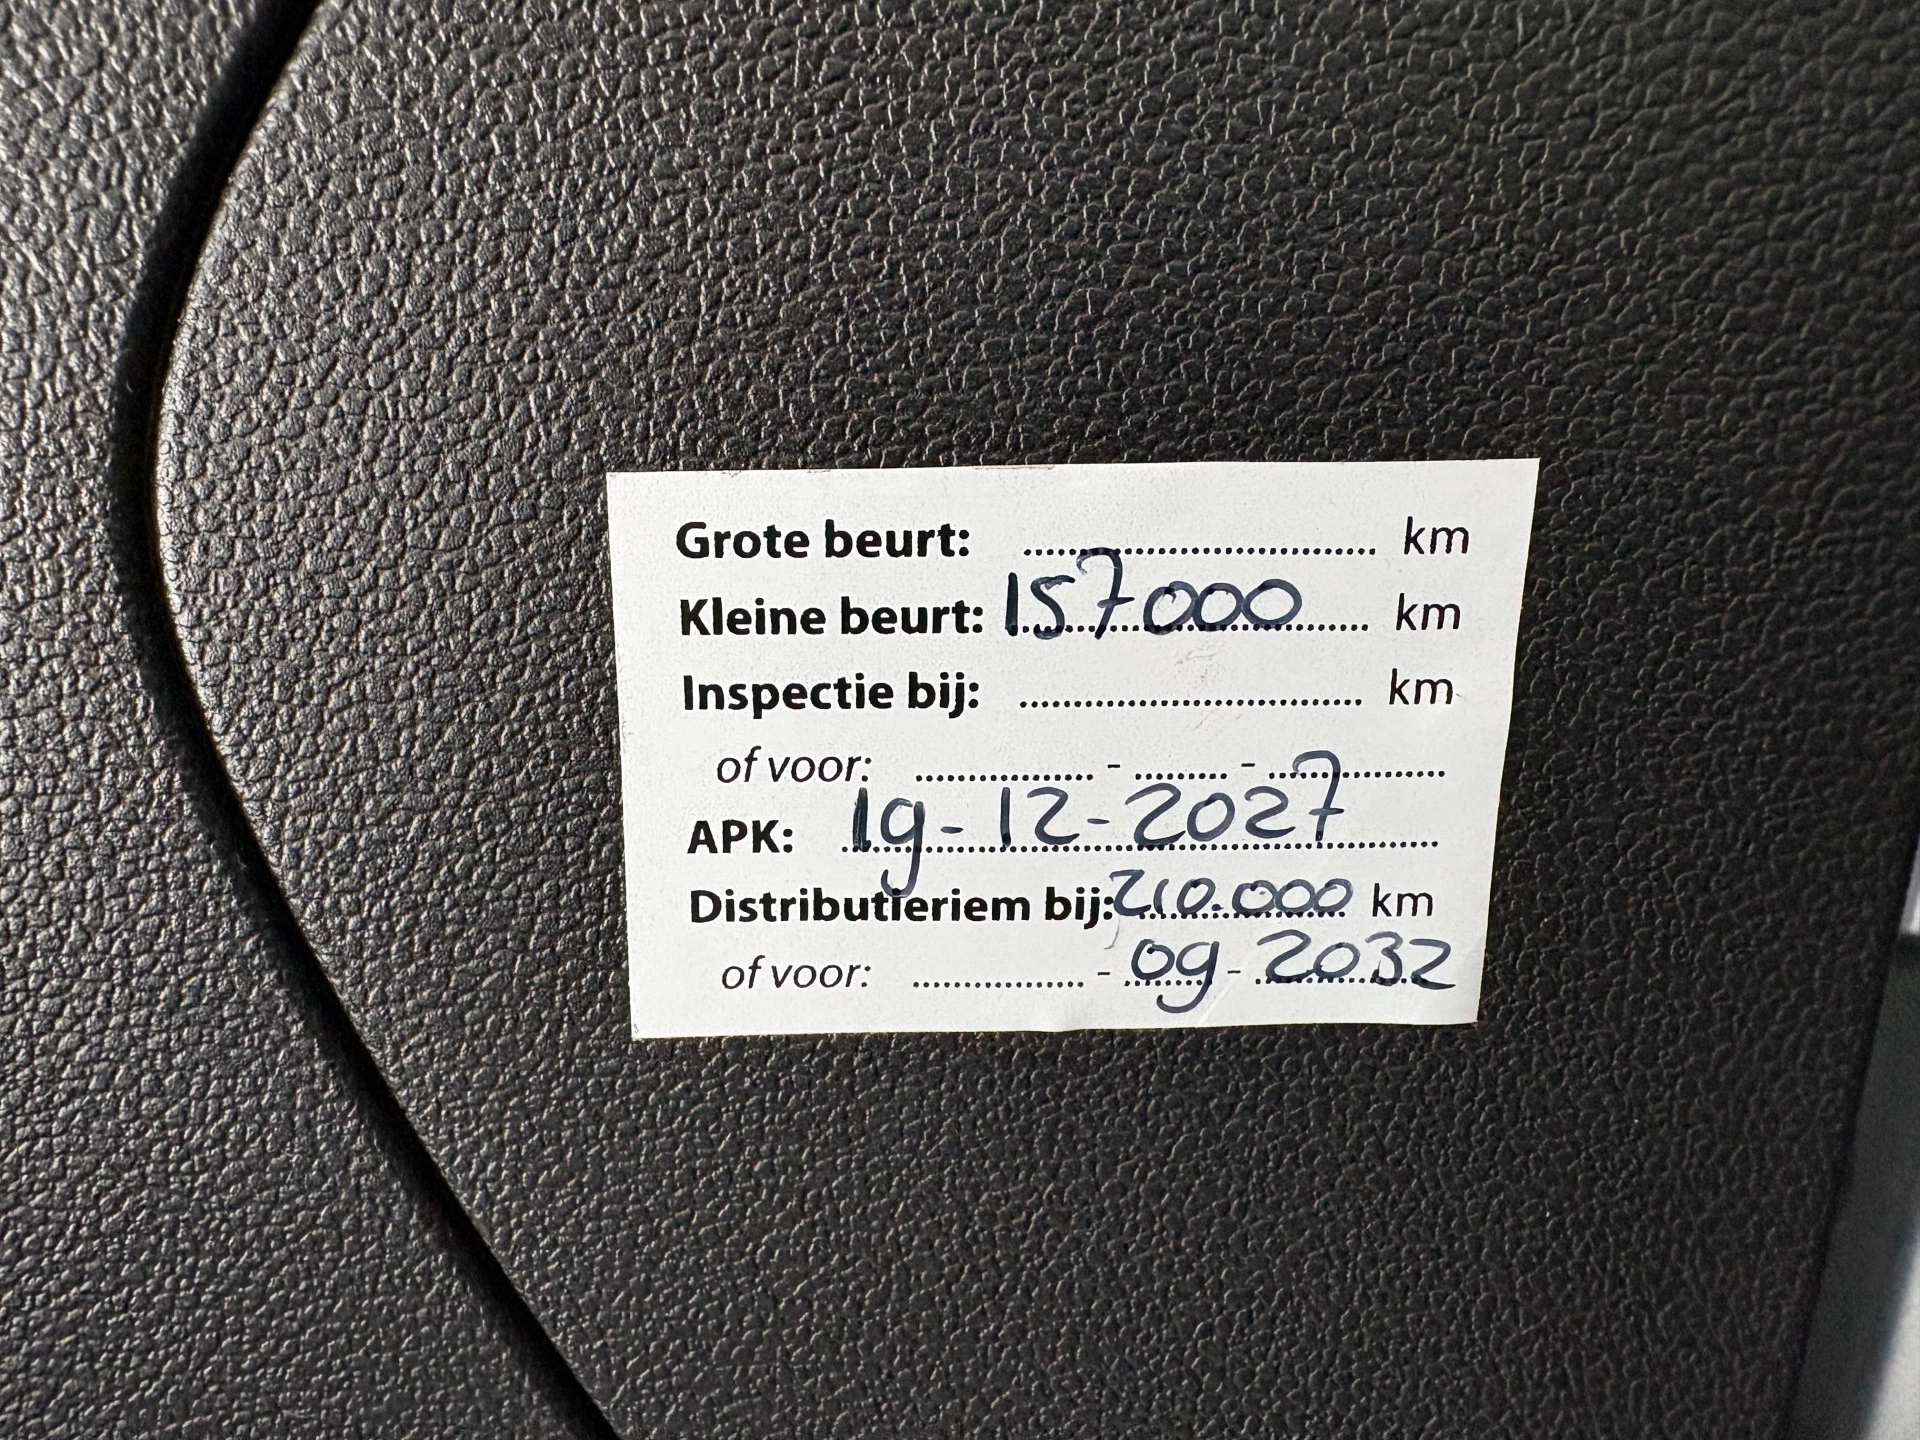 Grote beurt: .................................. km
Kleine beurt: 157000 km
Inspectie bij: .................................. km
of voor: ................. - ......... - .................
APK: 19-12-2027
Distributieriem bij: 210.000 km
of voor: ................. - 09 - 2032